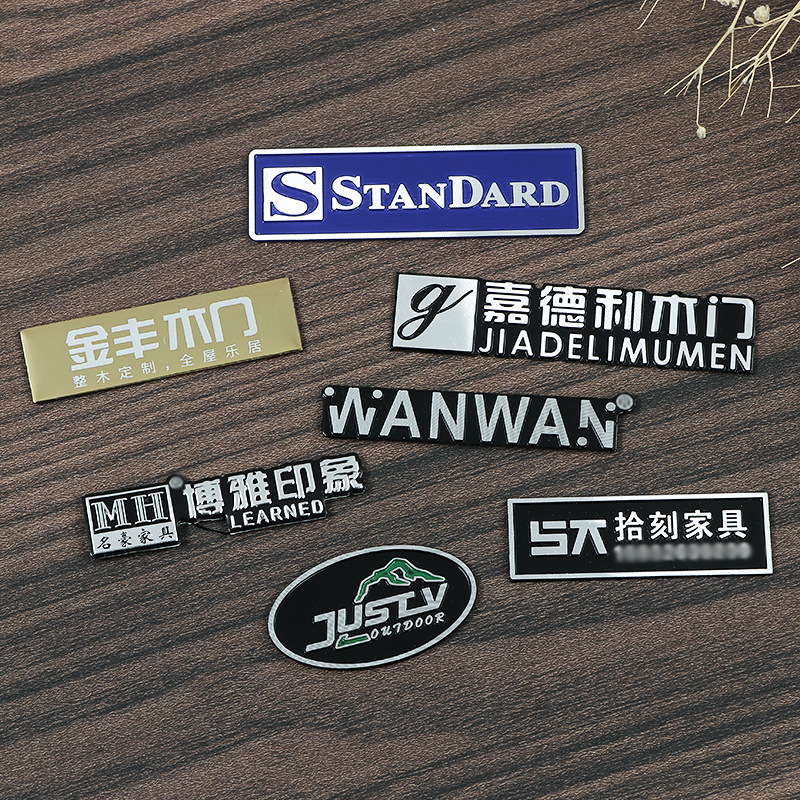 S STANDARD
金丰木门
整木定制,全屋乐居
g 嘉德利木门
JIADELIMUMEN
WANWAN
MH 博雅印象
名豪家具 LEARNED
拾刻家具
JUSTLY
OUTDOOR